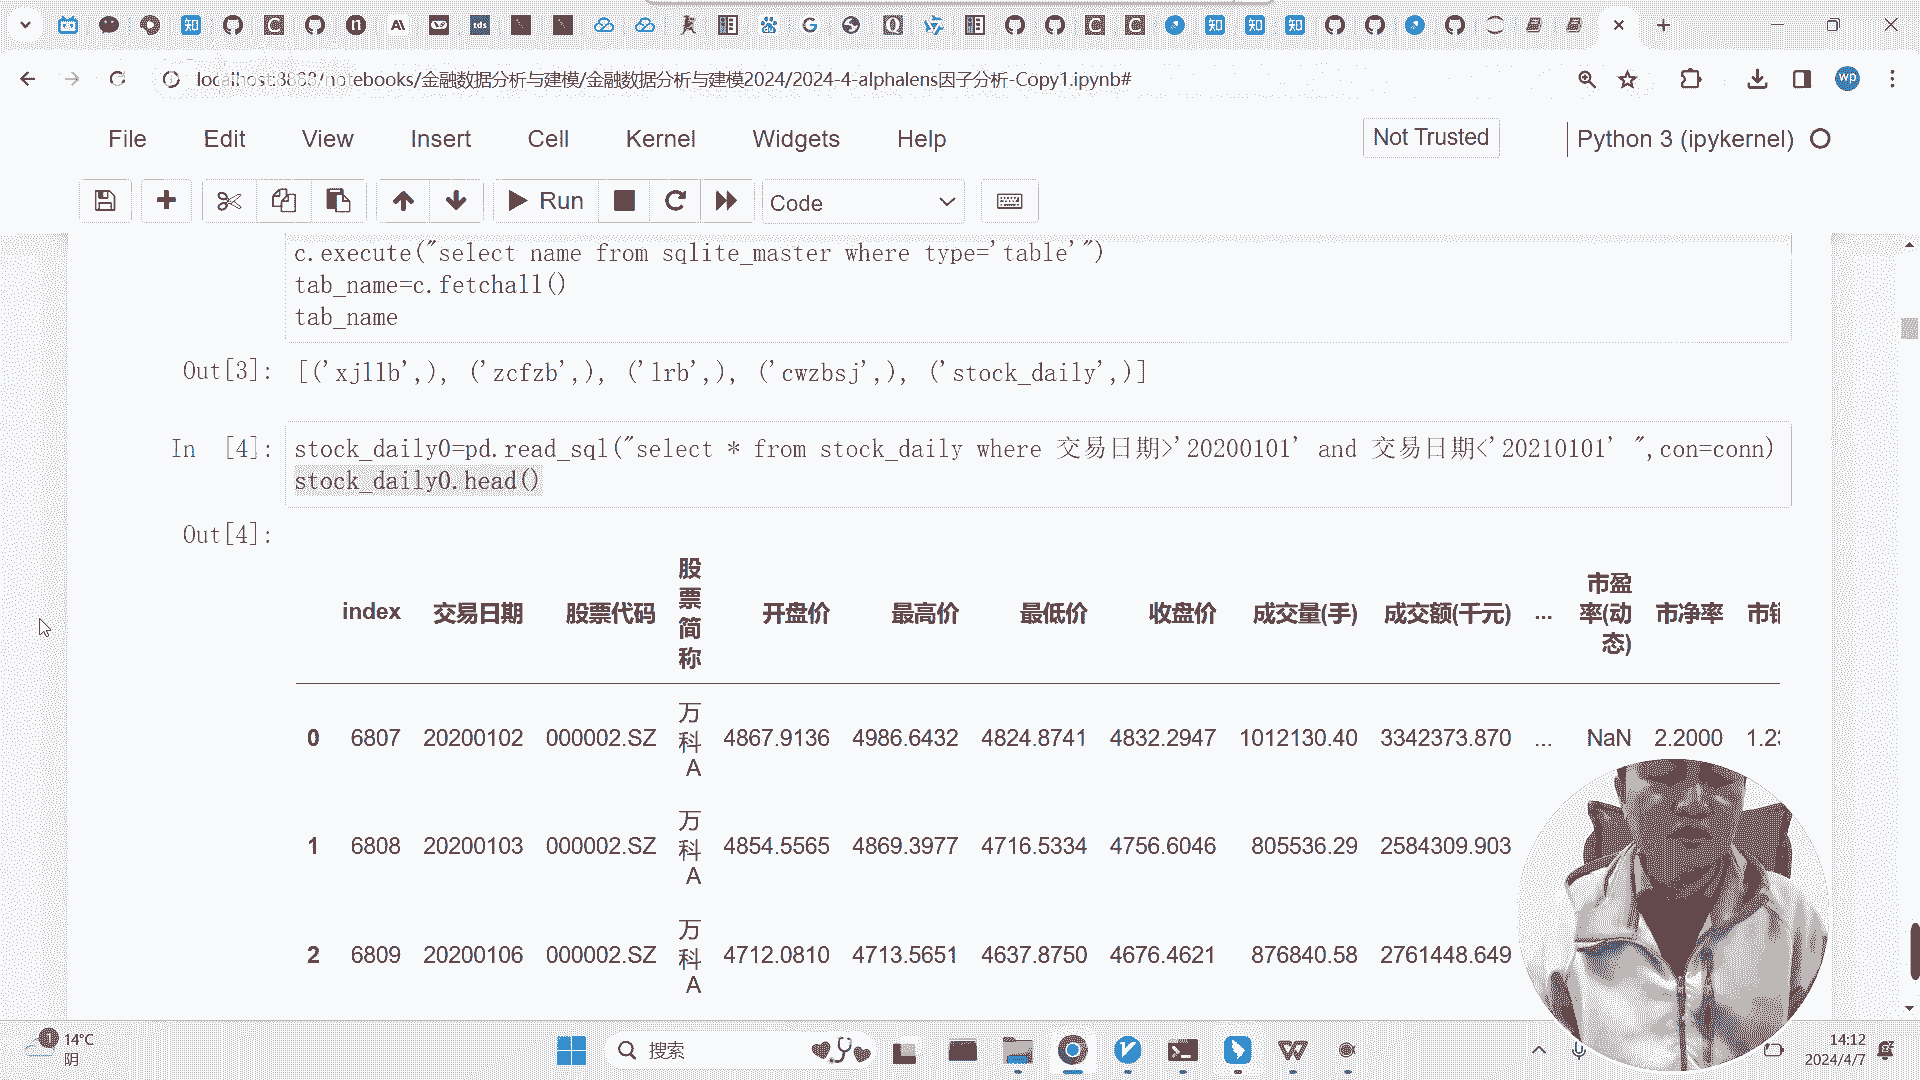 localhost:8888/notebooks/金融数据分析与建模/金融数据分析与建模2024/2024-4-alphalens因子分析-Copy1.ipynb#
File Edit View Insert Cell Kernel Widgets Help
Not Trusted
Python 3 (ipykernel)
Run
Code
c.execute("select name from sqlite_master where type='table'")
tab_name=c.fetchall()
tab_name
Out[3]: [('xjllb',), ('zcfzb',), ('lrb',), ('cwzbsj',), ('stock_daily',)]
In [4]: stock_daily0=pd.read_sql("select * from stock_daily where 交易日期>'20200101' and 交易日期<'20210101' ",con=conn)
stock_daily0.head()
Out[4]:
index 交易日期 股票代码 股票简称 开盘价 最高价 最低价 收盘价 成交量(手) 成交额(千元) ... 市盈率(动态) 市净率
0 6807 20200102 000002.SZ 万科A 4867.9136 4986.6432 4824.8741 4832.2947 1012130.40 3342373.870 ... NaN 2.2000
1 6808 20200103 000002.SZ 万科A 4854.5565 4869.3977 4716.5334 4756.6046 805536.29 2584309.903
2 6809 20200106 000002.SZ 万科A 4712.0810 4713.5651 4637.8750 4676.4621 876840.58 2761448.649
14°C
阴
搜索
14:12
2024/4/7